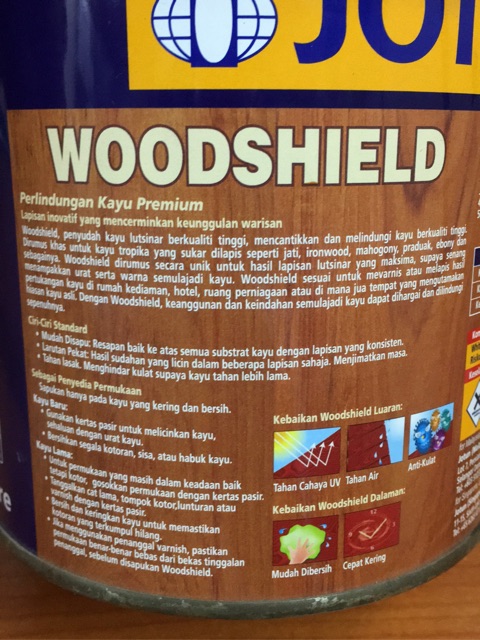 WOODSHIELD
Perlindungan Kayu Premium
Lapisan inovatif yang mencerminkan keunggulan warisan
Woodshield, penyudah kayu lutsinar berkualiti tinggi, mencantikkan dan melindungi kayu berkualiti tinggi.
Dirumus khas untuk kayu tropika yang sukar dilapis seperti jati, ironwood, mahogony, praduak, ebony dan
sebagainya. Woodshield dirumus secara unik untuk hasil lapisan lutsinar yang maksima, supaya senang
menampakkan urat serta warna semulajadi kayu. Woodshield sesuai untuk mevarnis atau melapis hasil
pertukangan kayu di rumah kediaman, hotel, ruang perniagaan atau di mana jua tempat yang mengutamakan
hiasan kayu asli. Dengan Woodshield, keanggunan dan keindahan semulajadi kayu dapat dihargai dan dilindungi
sepenuhnya.
Ciri-Ciri Standard
• Mudah Disapu: Resapan baik ke atas semua substrat kayu dengan lapisan yang konsisten.
• Larutan Pekat: Hasil sudahan yang licin dalam beberapa lapisan sahaja. Menjimatkan masa.
• Tahan lasak. Menghindar kulat supaya kayu tahan lebih lama.
Sebagai Penyedia Permukaan
Sapukan hanya pada kayu yang kering dan bersih.
Kayu Baru:
• Gunakan kertas pasir untuk melicinkan kayu,
sehaluan dengan urat kayu.
• Bersihkan segala kotoran, sisa, atau habuk kayu.
Kayu Lama:
• Untuk permukaan yang masih dalam keadaan baik
tetapi kotor, gosokkan permukaan dengan kertas pasir.
• Tanggalkan cat lama, tompok kotor,lunturan atau
varnish dengan kertas pasir.
• Bersih dan keringkan kayu untuk memastikan
kotoran yang terkumpul hilang.
• Jika menggunakan penanggal varnish, pastikan
permukaan benar-benar bebas dari bekas tinggalan
penanggal, sebelum disapukan Woodshield.
Kebaikan Woodshield Luaran:
Tahan Cahaya UV Tahan Air Anti-Kulat
Kebaikan Woodshield Dalaman:
Mudah Dibersih Cepat Kering